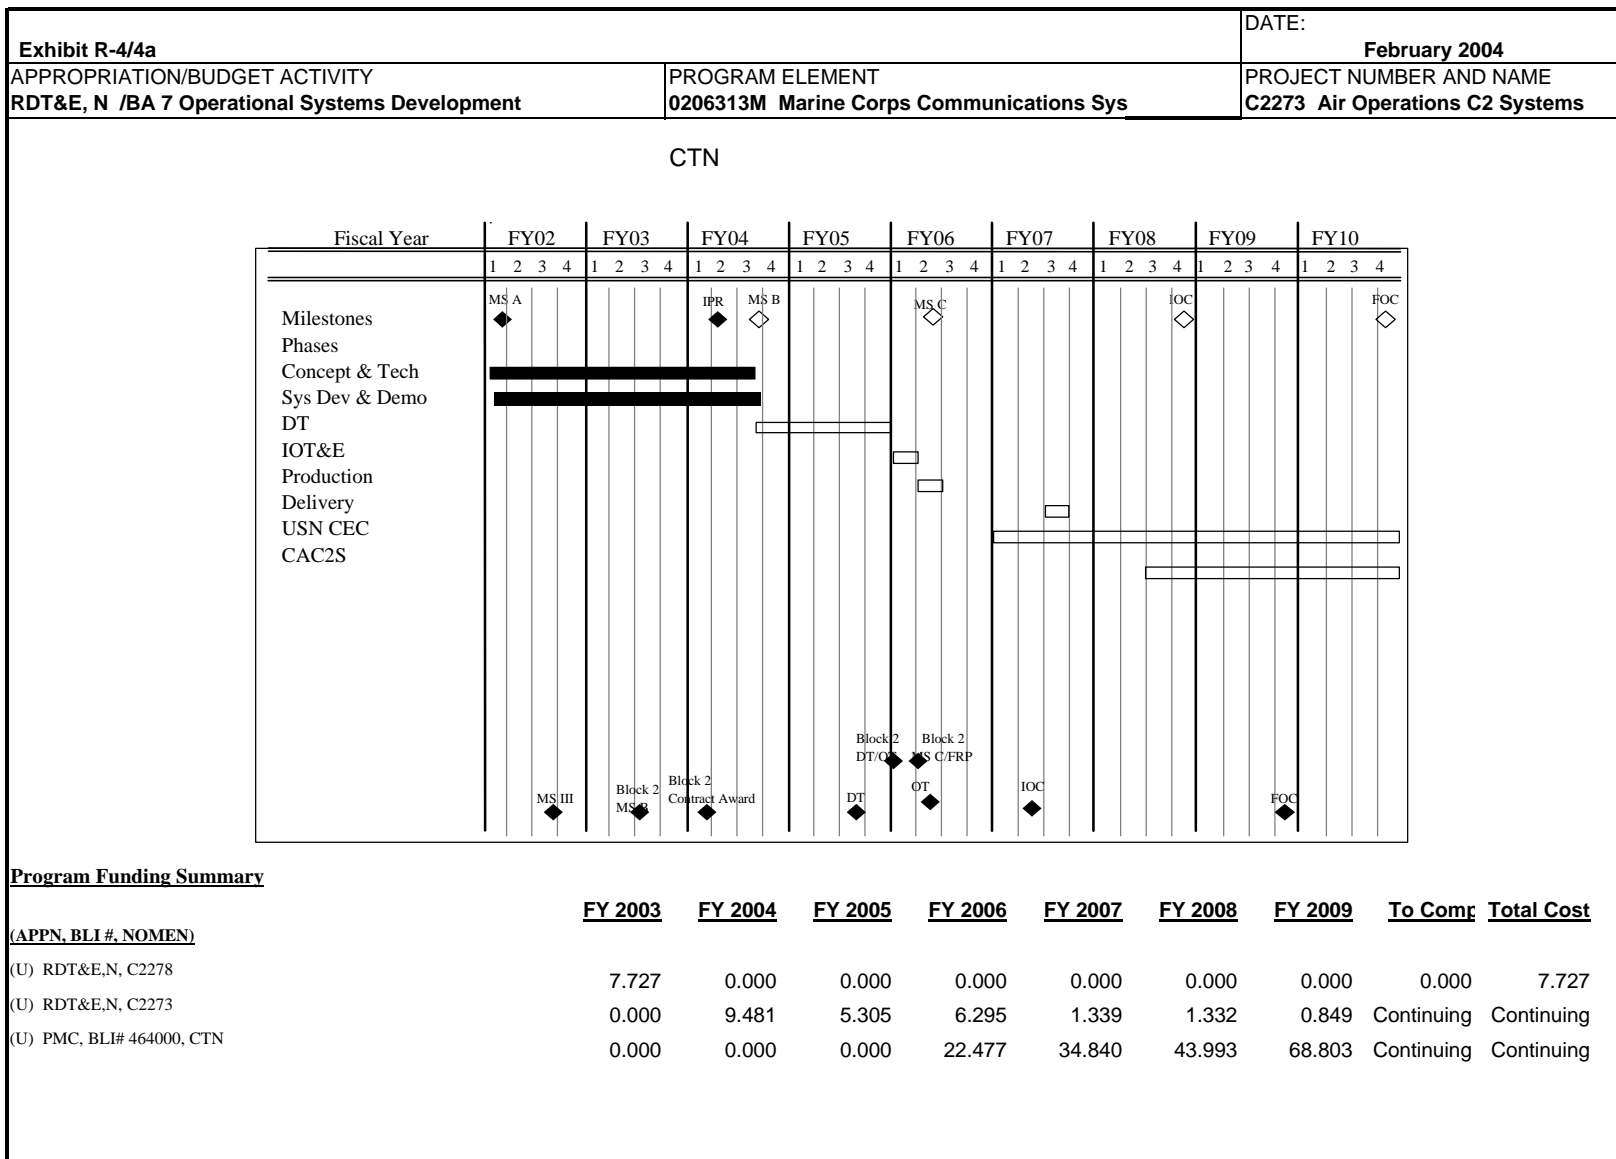 DATE:
Exhibit R-4/4a February 2004
APPROPRIATION/BUDGET ACTIVITY PROGRAM ELEMENT PROJECT NUMBER AND NAME
RDT&E, N /BA 7 Operational Systems Development 0206313M Marine Corps Communications Sys C2273 Air Operations C2 Systems
CTN
Fiscal Year FY02 FY03 FY04 FY05 FY06 FY07 FY08 FY09 FY10
1 2 3 4 1 2 3 4 1 2 3 4 1 2 3 4 1 2 3 4 1 2 3 4 1 2 3 4 1 2 3 4 1 2 3 4
MS A IPR MS B MS C IOC FOC
Milestones
Phases
Concept & Tech
Sys Dev & Demo
DT
IOT&E
Production
Delivery
USN CEC
CAC2S
Block 2 Block 2
DT/OT MS C/FRP
Block 2 Block 2 OT IOC
MS III MS B Contract Award DT FOC
Program Funding Summary
FY 2003 FY 2004 FY 2005 FY 2006 FY 2007 FY 2008 FY 2009 To Comp Total Cost
(APPN, BLI #, NOMEN)
(U) RDT&E,N, C2278 7.727 0.000 0.000 0.000 0.000 0.000 0.000 0.000 7.727
(U) RDT&E,N, C2273 0.000 9.481 5.305 6.295 1.339 1.332 0.849 Continuing Continuing
(U) PMC, BLI# 464000, CTN 0.000 0.000 0.000 22.477 34.840 43.993 68.803 Continuing Continuing